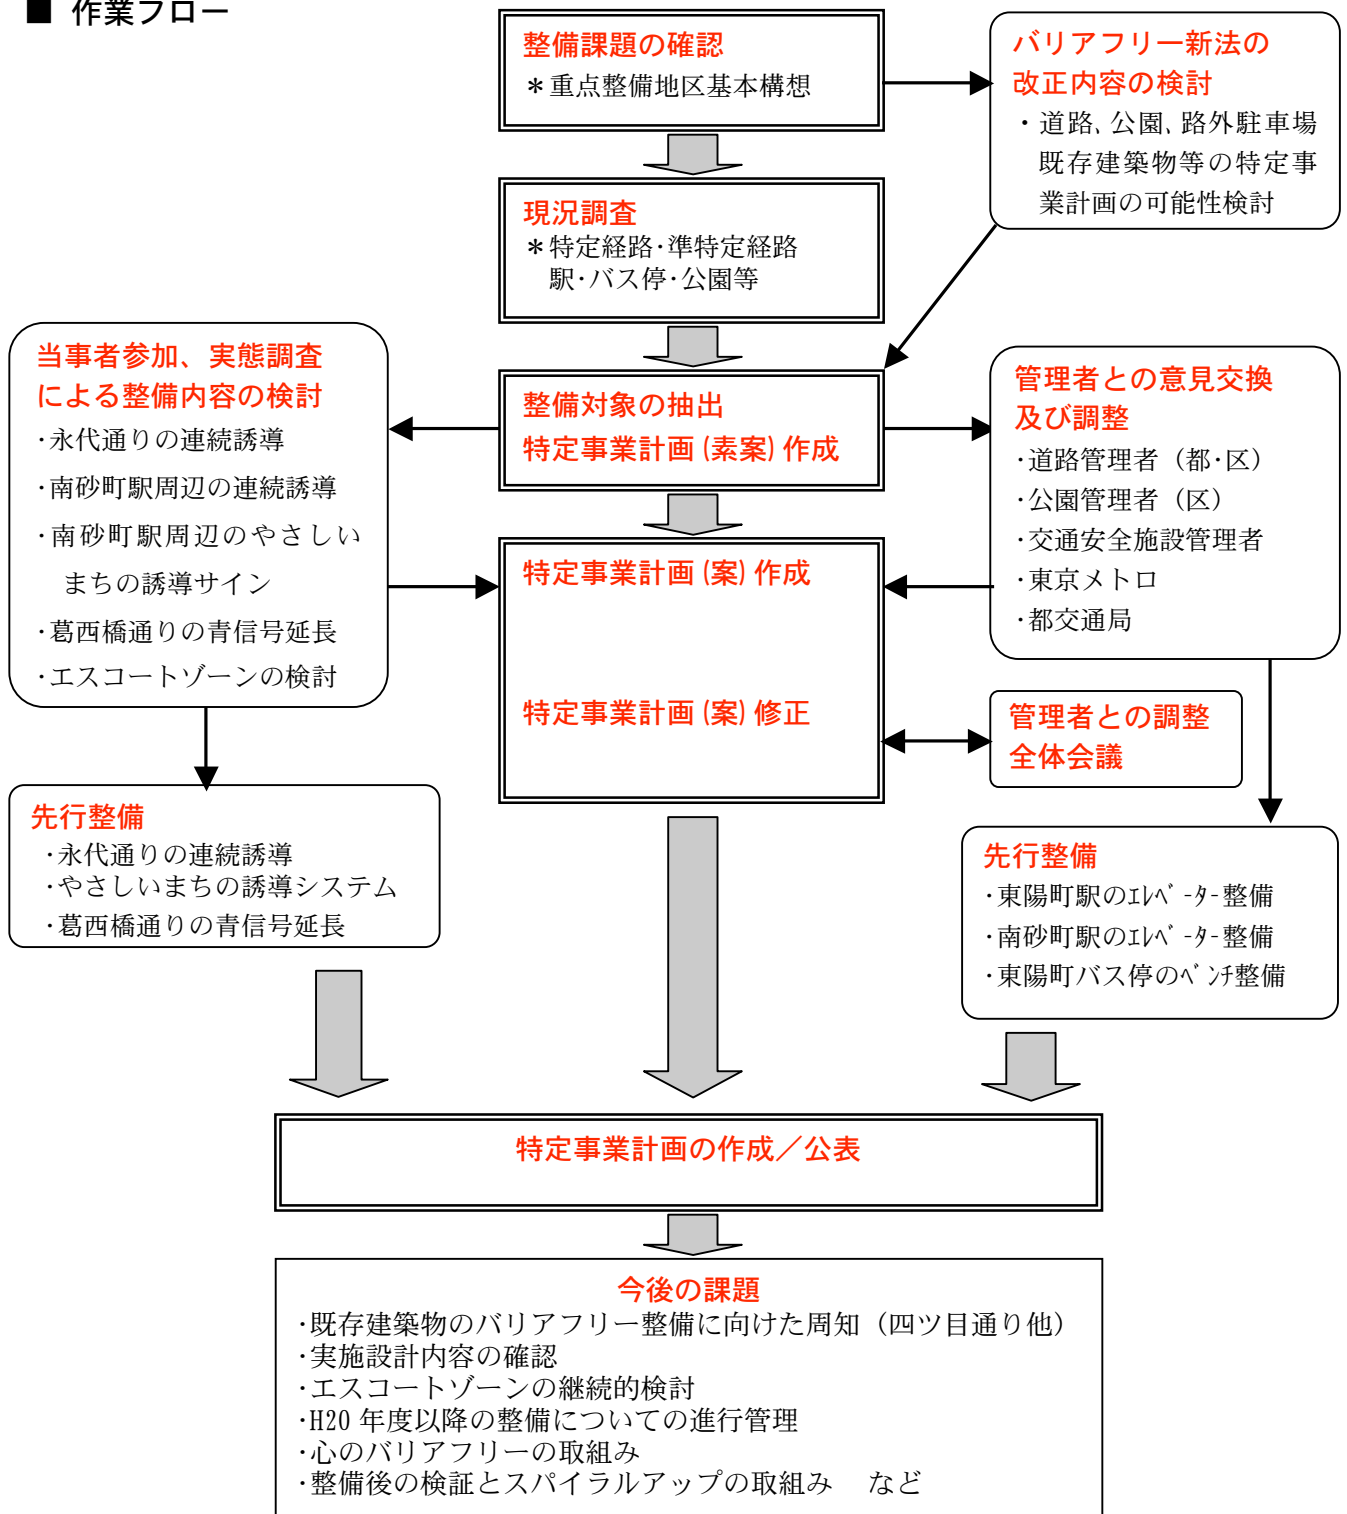 ■ 作業フロー
整備課題の確認
＊重点整備地区基本構想
バリアフリー新法の
改正内容の検討
・道路,公園,路外駐車場
既存建築物等の特定事
業計画の可能性検討
現況調査
＊特定経路・準特定経路
駅・バス停・公園等
当事者参加、実態調査
による整備内容の検討
・永代通りの連続誘導
・南砂町駅周辺の連続誘導
・南砂町駅周辺のやさしい
まちの誘導サイン
・葛西橋通りの青信号延長
・エスコートゾーンの検討
整備対象の抽出
特定事業計画(素案)作成
管理者との意見交換
及び調整
・道路管理者（都・区）
・公園管理者（区）
・交通安全施設管理者
・東京メトロ
・都交通局
特定事業計画(案)作成
特定事業計画(案)修正
管理者との調整
全体会議
先行整備
・永代通りの連続誘導
・やさしいまちの誘導システム
・葛西橋通りの青信号延長
先行整備
・東陽町駅のｴﾚﾍﾞｰﾀｰ整備
・南砂町駅のｴﾚﾍﾞｰﾀｰ整備
・東陽町バス停のﾍﾞﾝﾁ整備
特定事業計画の作成／公表
今後の課題
・既存建築物のバリアフリー整備に向けた周知（四ツ目通り他）
・実施設計内容の確認
・エスコートゾーンの継続的検討
・H20 年度以降の整備についての進行管理
・心のバリアフリーの取組み
・整備後の検証とスパイラルアップの取組み　など